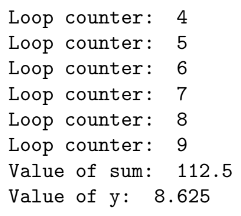 Loop counter:  4
Loop counter:  5
Loop counter:  6
Loop counter:  7
Loop counter:  8
Loop counter:  9
Value of sum:  112.5
Value of y:  8.625